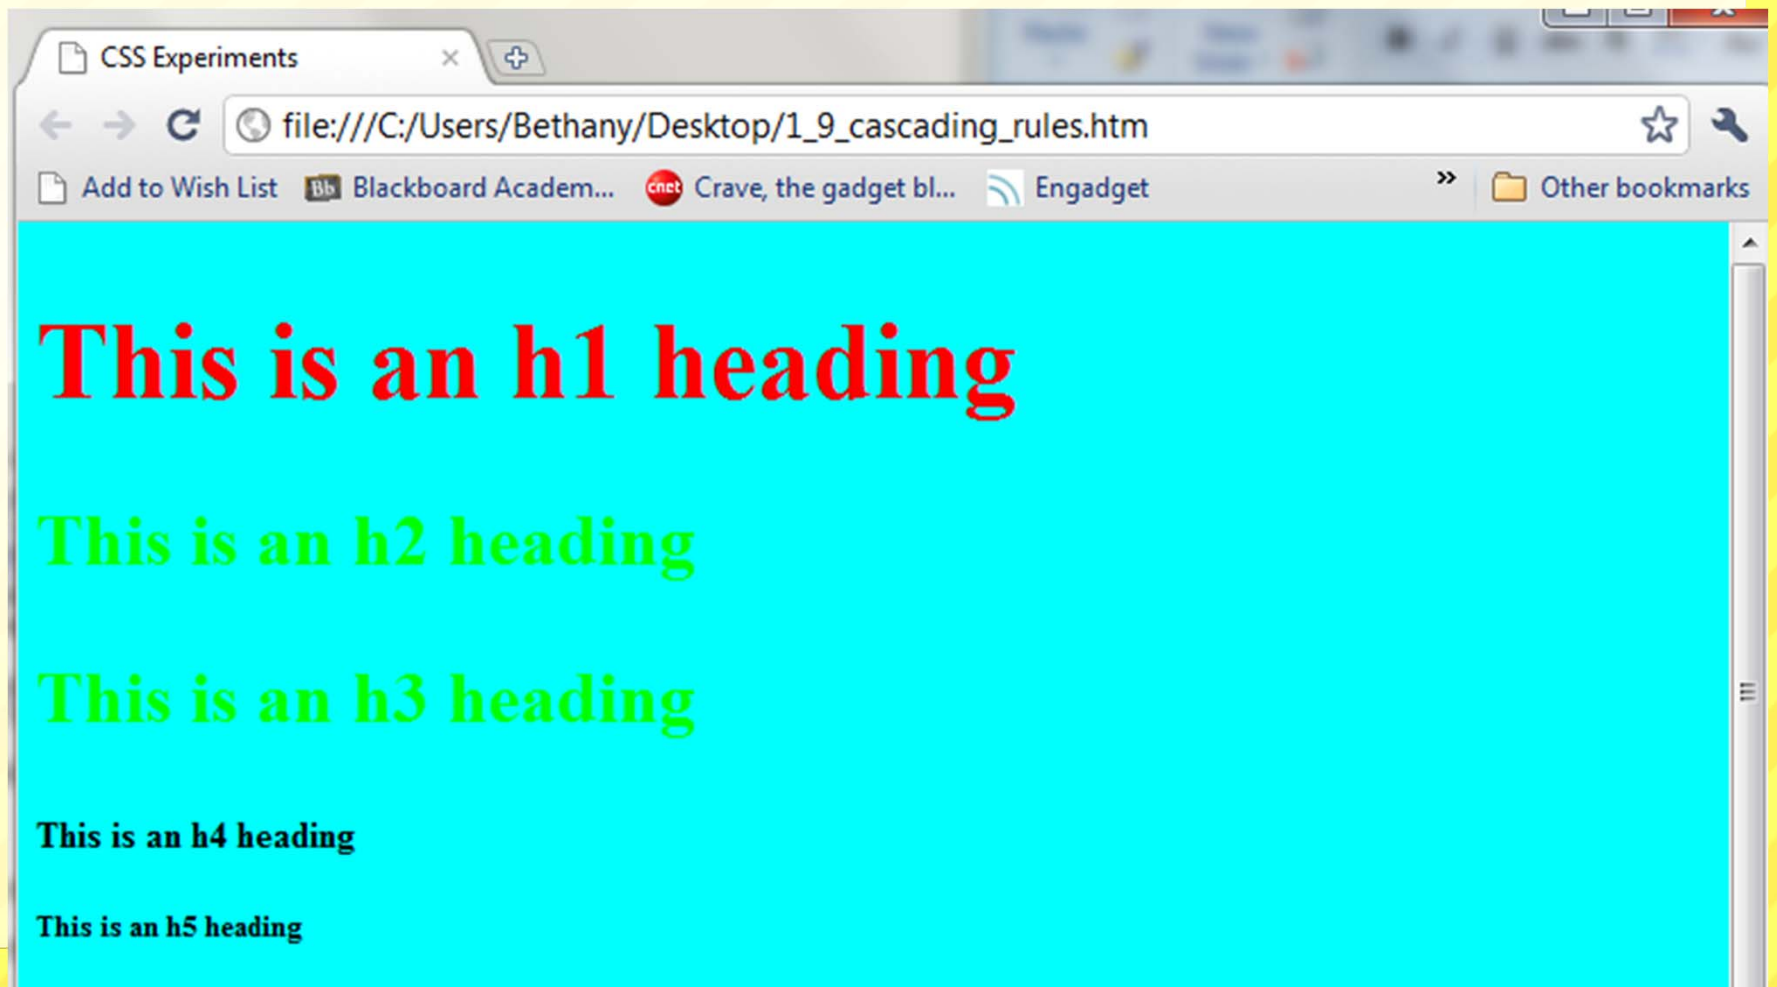 CSS Experiments
file:///C:/Users/Bethany/Desktop/1_9_cascading_rules.htm
Add to Wish List Bb Blackboard Academ... cnet Crave, the gadget bl... Engadget » Other bookmarks
This is an h1 heading
This is an h2 heading
This is an h3 heading
This is an h4 heading
This is an h5 heading